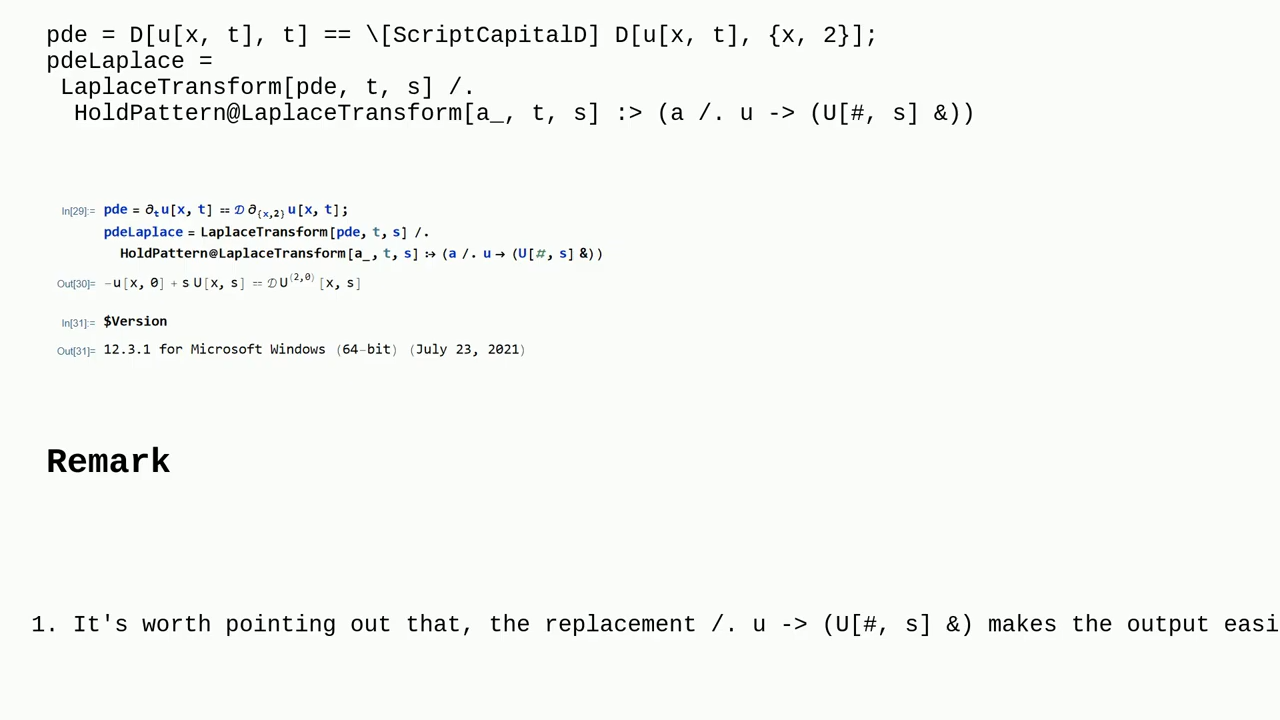 pde = D[u[x, t], t] == \[ScriptCapitalD] D[u[x, t], {x, 2}];
pdeLaplace =
LaplaceTransform[pde, t, s] /.
HoldPattern@LaplaceTransform[a_, t, s] :> (a /. u -> (U[#, s] &))
In[29]:= pde = ∂ₜu[x, t] == 𝒟 ∂{x,2}u[x, t];
pdeLaplace = LaplaceTransform[pde, t, s] /.
HoldPattern@LaplaceTransform[a_, t, s] :→ (a /. u → (U[#, s] &))
Out[30]= -u[x, 0] + s U[x, s] == 𝒟 U^(2,0)[x, s]
In[31]:= $Version
Out[31]= 12.3.1 for Microsoft Windows (64-bit) (July 23, 2021)
Remark
1. It's worth pointing out that, the replacement /. u -> (U[#, s] &) makes the output easi